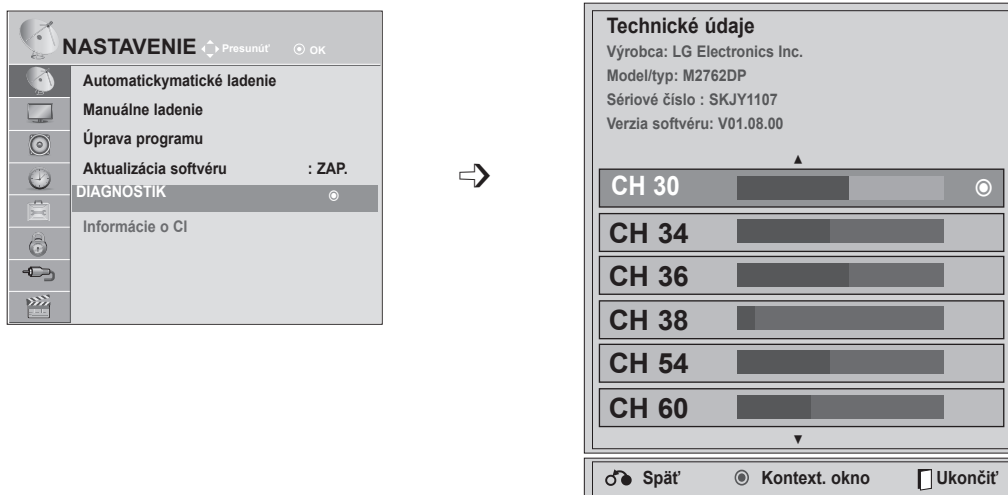 NASTAVENIE Presunúť OK
Automatickymatické ladenie
Manuálne ladenie
Úprava programu
Aktualizácia softvéru : ZAP.
DIAGNOSTIK
Informácie o CI
Technické údaje
Výrobca: LG Electronics Inc.
Model/typ: M2762DP
Sériové číslo : SKJY1107
Verzia softvéru: V01.08.00
CH 30
CH 34
CH 36
CH 38
CH 54
CH 60
Späť Kontext. okno Ukončiť